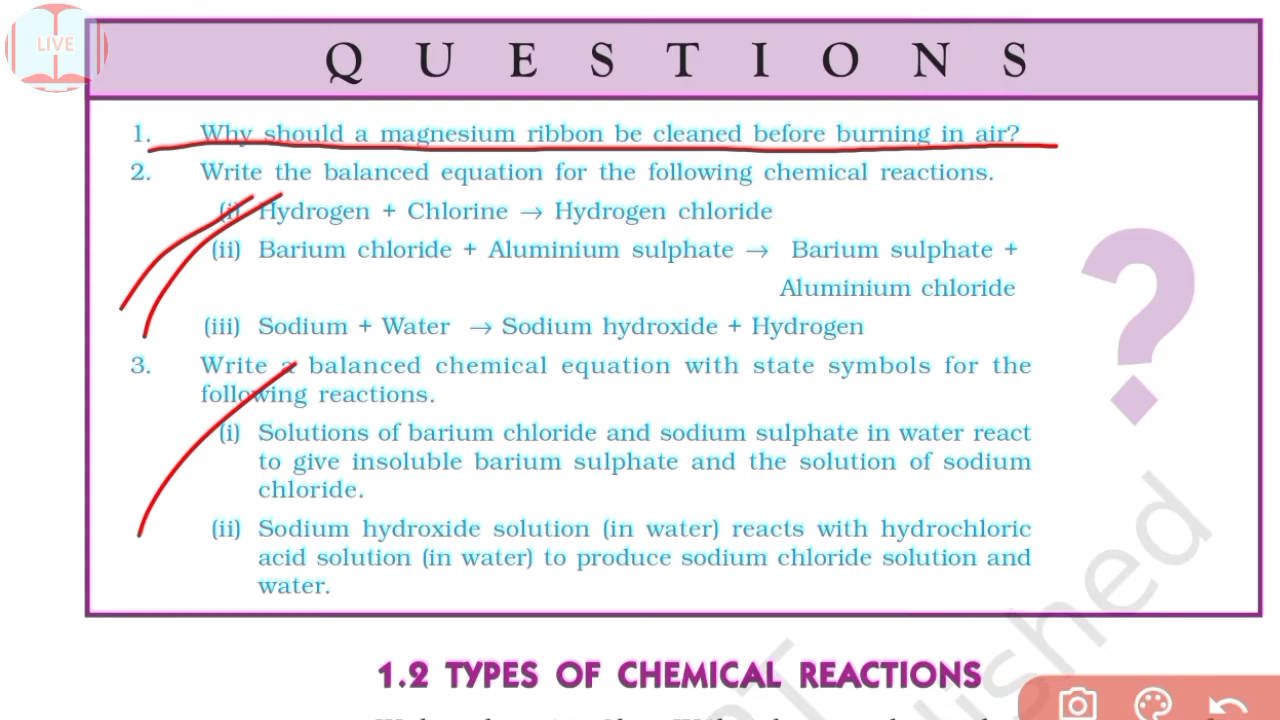 LIVE
QUESTIONS
1. Why should a magnesium ribbon be cleaned before burning in air?
2. Write the balanced equation for the following chemical reactions.
(i) Hydrogen + Chlorine → Hydrogen chloride
(ii) Barium chloride + Aluminium sulphate → Barium sulphate +
Aluminium chloride
(iii) Sodium + Water → Sodium hydroxide + Hydrogen
3. Write a balanced chemical equation with state symbols for the
following reactions.
(i) Solutions of barium chloride and sodium sulphate in water react
to give insoluble barium sulphate and the solution of sodium
chloride.
(ii) Sodium hydroxide solution (in water) reacts with hydrochloric
acid solution (in water) to produce sodium chloride solution and
water.
?
1.2 TYPES OF CHEMICAL REACTIONS